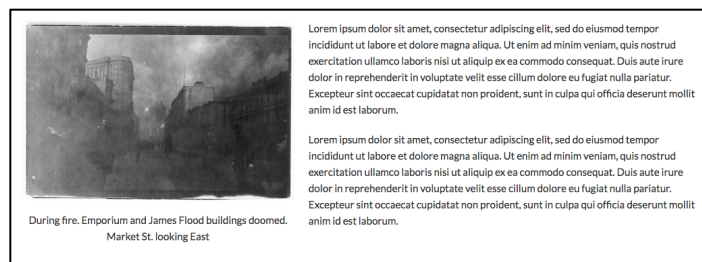 Lorem ipsum dolor sit amet, consectetur adipiscing elit, sed do eiusmod tempor
incididunt ut labore et dolore magna aliqua. Ut enim ad minim veniam, quis nostrud
exercitation ullamco laboris nisi ut aliquip ex ea commodo consequat. Duis aute irure
dolor in reprehenderit in voluptate velit esse cillum dolore eu fugiat nulla pariatur.
Excepteur sint occaecat cupidatat non proident, sunt in culpa qui officia deserunt mollit
anim id est laborum.
Lorem ipsum dolor sit amet, consectetur adipiscing elit, sed do eiusmod tempor
incididunt ut labore et dolore magna aliqua. Ut enim ad minim veniam, quis nostrud
exercitation ullamco laboris nisi ut aliquip ex ea commodo consequat. Duis aute irure
dolor in reprehenderit in voluptate velit esse cillum dolore eu fugiat nulla pariatur.
Excepteur sint occaecat cupidatat non proident, sunt in culpa qui officia deserunt mollit
anim id est laborum.
During fire. Emporium and James Flood buildings doomed.
Market St. looking East